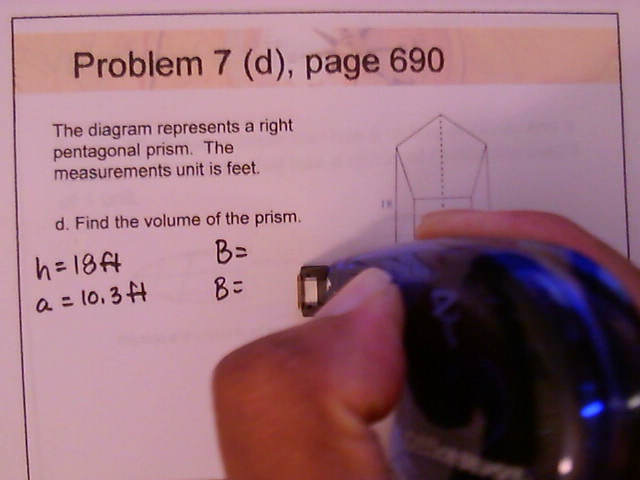 Problem 7 (d), page 690
The diagram represents a right
pentagonal prism. The
measurements unit is feet.
d. Find the volume of the prism.
h = 18 ft
B =
a = 10.3 ft
B =